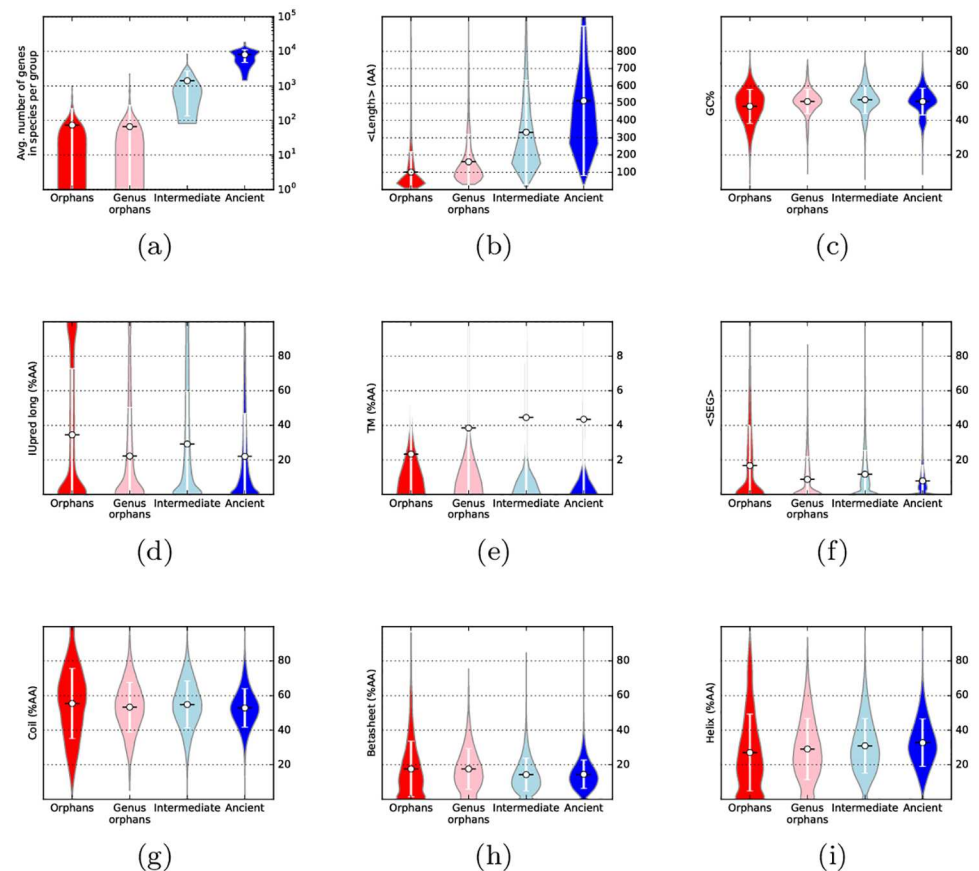 Avg. number of genes
in species per group
10^5
10^4
10^3
10^2
10^1
10^0
Orphans Genus orphans Intermediate Ancient
(a)
<Lengh> (AA)
800
700
600
500
400
300
200
100
Orphans Genus orphans Intermediate Ancient
(b)
GC%
80
60
40
20
Orphans Genus orphans Intermediate Ancient
(c)
IUpred long (%AA)
80
60
40
20
Orphans Genus orphans Intermediate Ancient
(d)
TM (%AA)
8
6
4
2
Orphans Genus orphans Intermediate Ancient
(e)
<SEG>
80
60
40
20
Orphans Genus orphans Intermediate Ancient
(f)
Coil (%AA)
80
60
40
20
Orphans Genus orphans Intermediate Ancient
(g)
Betasheet (%AA)
80
60
40
20
Orphans Genus orphans Intermediate Ancient
(h)
Helix (%AA)
80
60
40
20
Orphans Genus orphans Intermediate Ancient
(i)